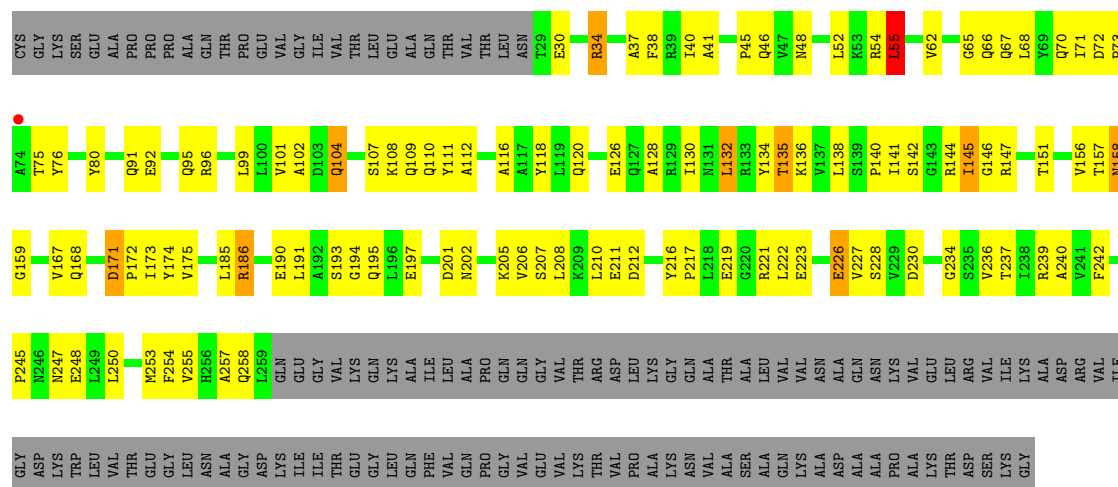 CYS GLY LYS SER GLU ALA PRO PRO PRO ALA GLN THR PRO GLU VAL GLY ILE VAL THR LEU GLU ALA GLN THR VAL THR LEU ASN T29 E30 R34 A37 F38 R39 I40 A41 P45 Q46 V47 N48 L52 K53 R54 L55 V62 G65 Q66 Q67 L68 Y69 Q70 I71 D72 P73
A74 T75 Y76 Y80 Q91 E92 Q95 R96 L99 L100 V101 A102 D103 Q104 S107 K108 Q109 Q110 Y111 A112 A116 A117 Y118 L119 Q120 E126 Q127 A128 R129 I130 N131 L132 R133 Y134 T135 K136 V137 L138 S139 P140 I141 S142 G143 R144 I145 G146 R147 T151 V156 T157 N158
G159 V167 Q168 D171 P172 I173 Y174 V175 L185 R186 E190 L191 A192 S193 G194 Q195 L196 E197 D201 N202 K205 V206 S207 L208 K209 L210 E211 D212 Y216 P217 L218 E219 G220 R221 L222 E223 E226 V227 S228 V229 D230 G234 S235 V236 T237 I238 R239 A240 V241 F242
P245 N246 N247 E248 L249 L250 M253 F254 V255 H256 A257 Q258 L259 GLN GLU GLY VAL LYS GLN LYS ALA ILE LEU ALA PRO GLN GLN GLY VAL THR ARG ASP LEU LYS GLY GLN ALA THR ALA LEU VAL VAL ASN ALA GLN ASN LYS VAL GLU LEU ARG VAL ILE LYS ALA ASP ARG VAL ILE
GLY ASP LYS TRP LEU VAL THR GLU GLY LEU ASN ALA GLY ASP LYS ILE ILE THR GLU GLY LEU GLN PHE VAL GLN PRO GLY VAL GLU VAL LYS THR VAL PRO ALA LYS ASN VAL ALA SER ALA GLN LYS ALA ASP ALA ALA PRO ALA LYS THR ASP SER LYS GLY